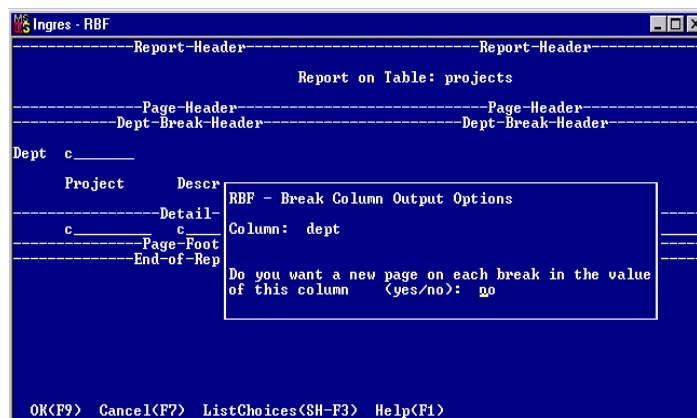 Ingres - RBF
--------------Report-Header---------------------------Report-Header------------
Report on Table: projects
---------------Page-Header-----------------------------Page-Header-------------
------------Dept-Break-Header-----------------------Dept-Break-Header----------
Dept c_______
Project Descr
RBF - Break Column Output Options
-----------------Detail-
c_________ c____
Column: dept
---------------Page-Foot
--------------End-of-Rep
Do you want a new page on each break in the value
of this column (yes/no): no
OK(F9) Cancel(F7) ListChoices(SH-F3) Help(F1)